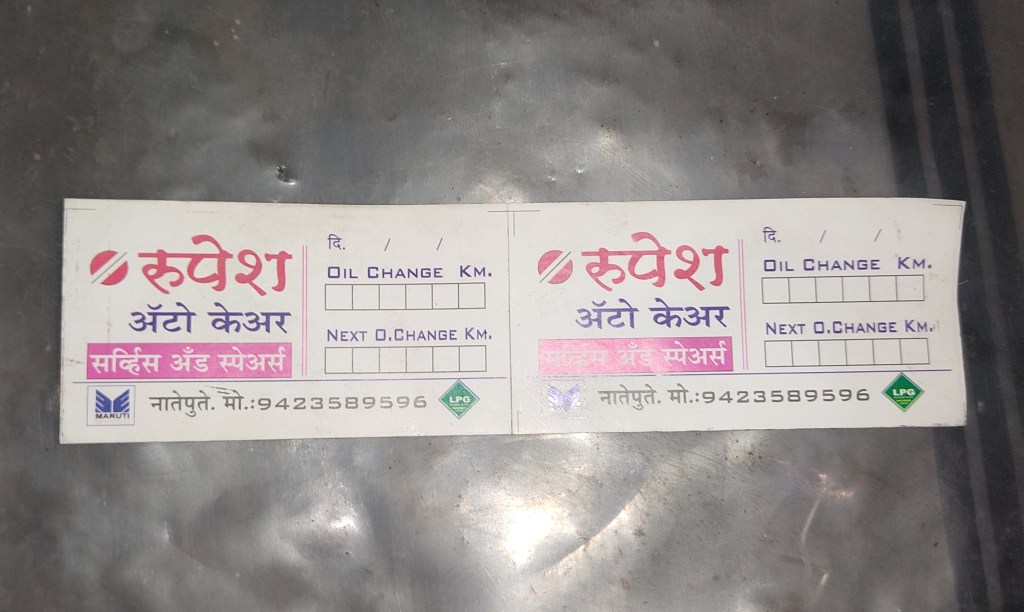 रुपेश
ॲटो केअर
सर्व्हिस अँड स्पेअर्स
दि. / /
OIL CHANGE KM.
NEXT O.CHANGE KM.
MARUTI
नातेपुते. मो.:9423589596
LPG
रुपेश
ॲटो केअर
सर्व्हिस अँड स्पेअर्स
दि. / /
OIL CHANGE KM.
NEXT O.CHANGE KM.
नातेपुते. मो.:9423589596
LPG